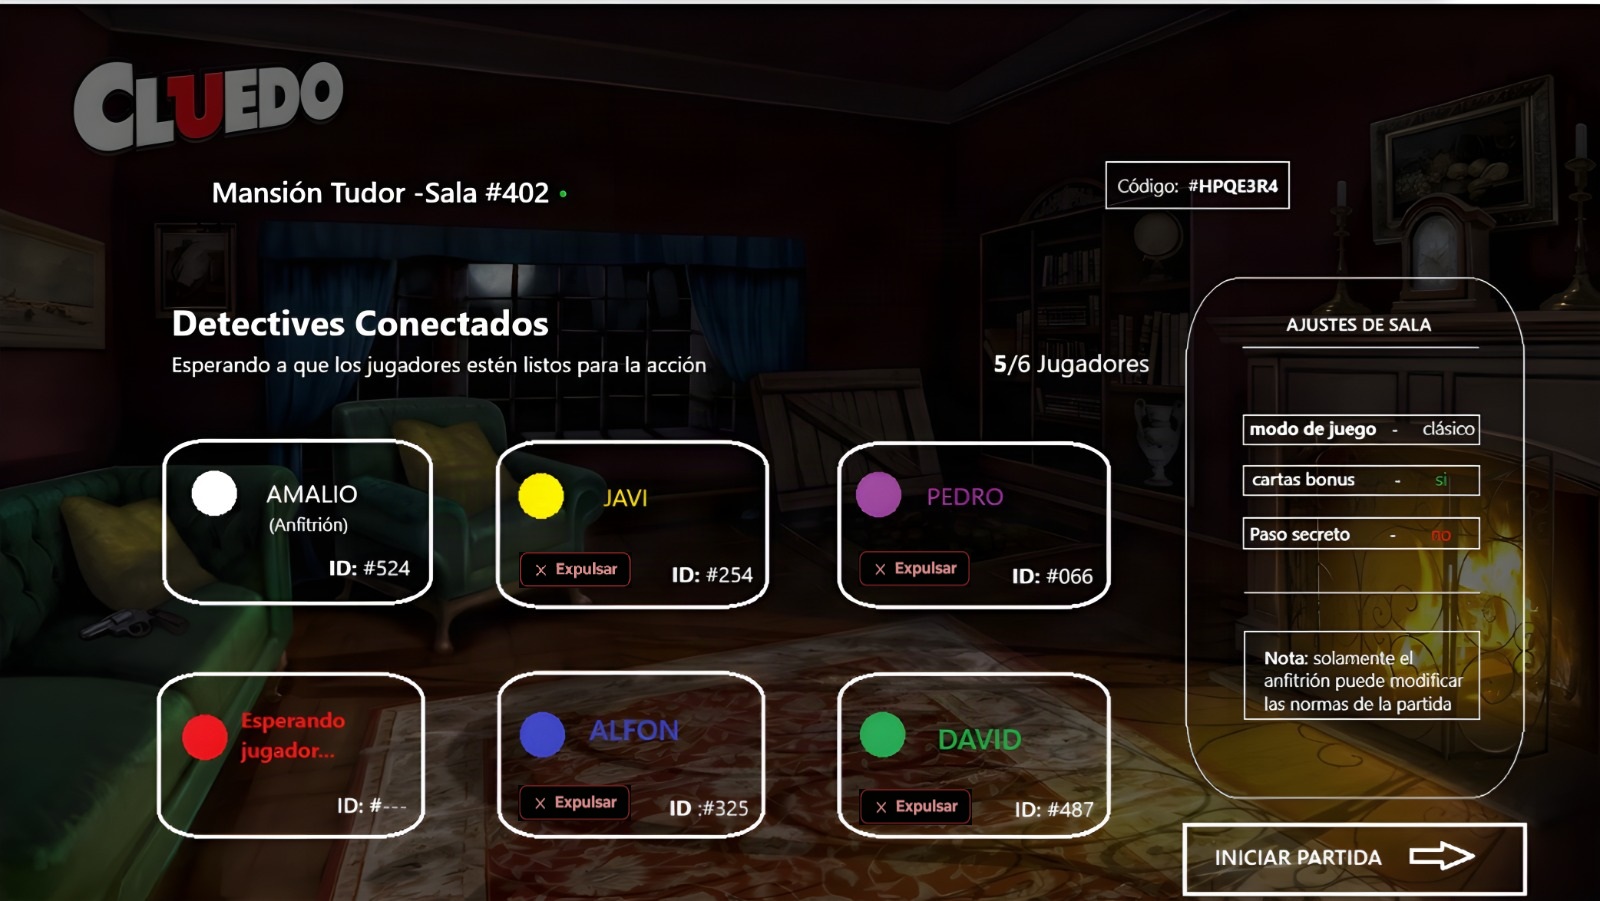 CLUEDO
Mansión Tudor -Sala #402
Código: #HPQE3R4
Detectives Conectados
Esperando a que los jugadores estén listos para la acción
5/6 Jugadores
AMALIO
(Anfitrión)
ID: #524
JAVI
× Expulsar
ID: #254
PEDRO
× Expulsar
ID: #066
Esperando
jugador...
ID: #---
ALFON
× Expulsar
ID :#325
DAVID
× Expulsar
ID: #487
AJUSTES DE SALA
modo de juego - clásico
cartas bonus - si
Paso secreto - no
Nota: solamente el
anfitrión puede modificar
las normas de la partida
INICIAR PARTIDA